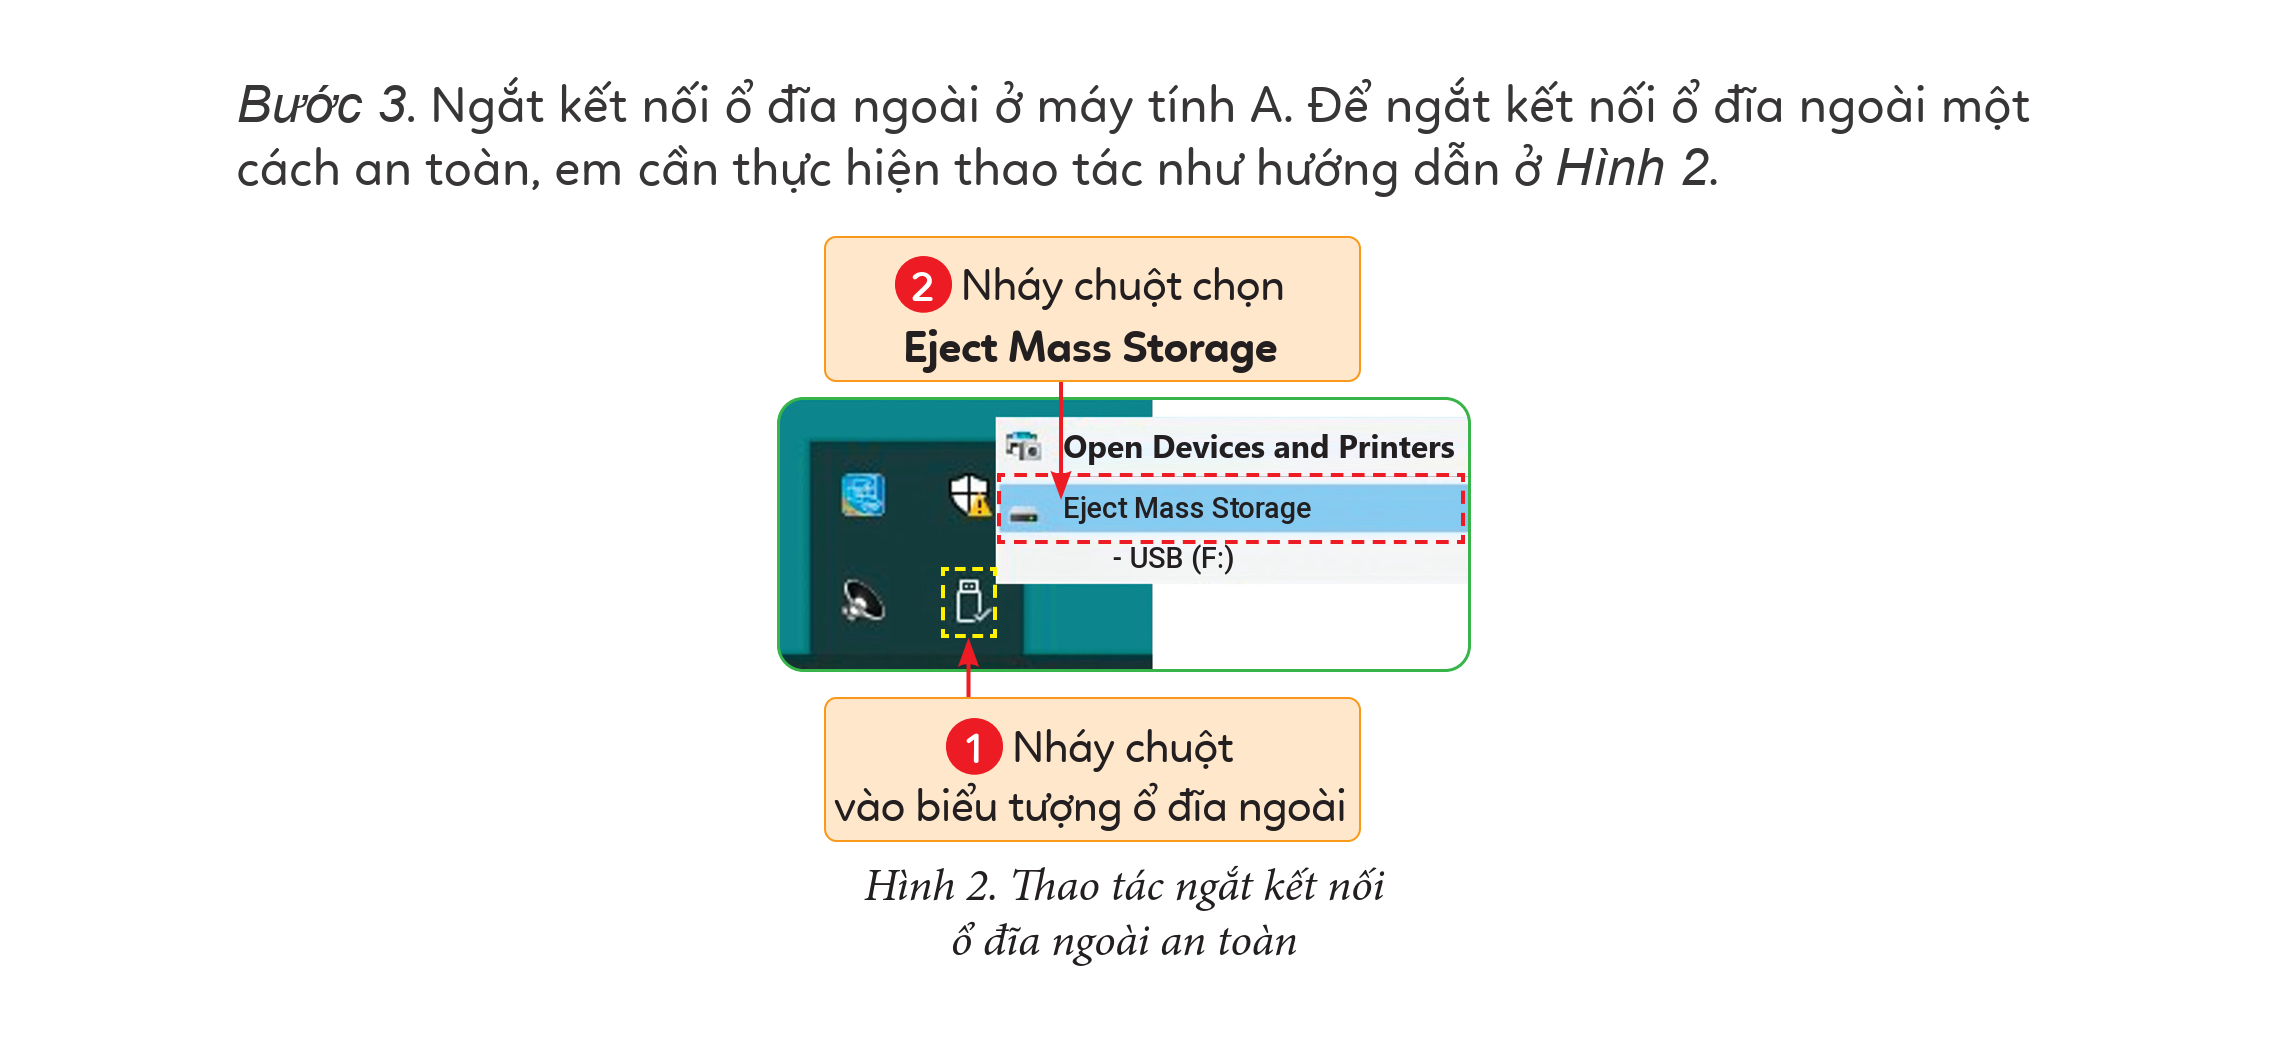 Bước 3. Ngắt kết nối ổ đĩa ngoài ở máy tính A. Để ngắt kết nối ổ đĩa ngoài một
cách an toàn, em cần thực hiện thao tác như hướng dẫn ở Hình 2.
2 Nháy chuột chọn
Eject Mass Storage
Open Devices and Printers
Eject Mass Storage
- USB (F:)
1 Nháy chuột
vào biểu tượng ổ đĩa ngoài
Hình 2. Thao tác ngắt kết nối
ổ đĩa ngoài an toàn